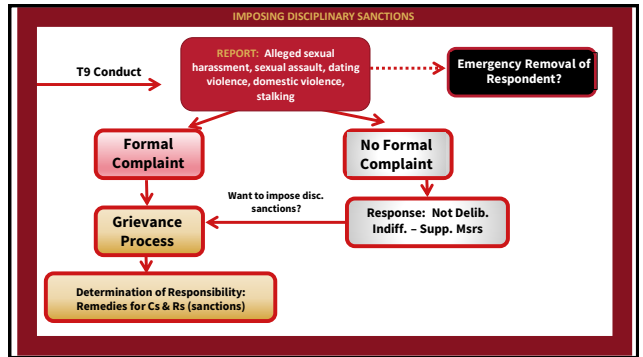 IMPOSING DISCIPLINARY SANCTIONS
T9 Conduct
REPORT: Alleged sexual
harassment, sexual assault, dating
violence, domestic violence,
stalking
Emergency Removal of
Respondent?
Formal
Complaint
No Formal
Complaint
Want to impose disc.
sanctions?
Grievance
Process
Response: Not Delib.
Indiff. – Supp. Msrs
Determination of Responsibility:
Remedies for Cs & Rs (sanctions)